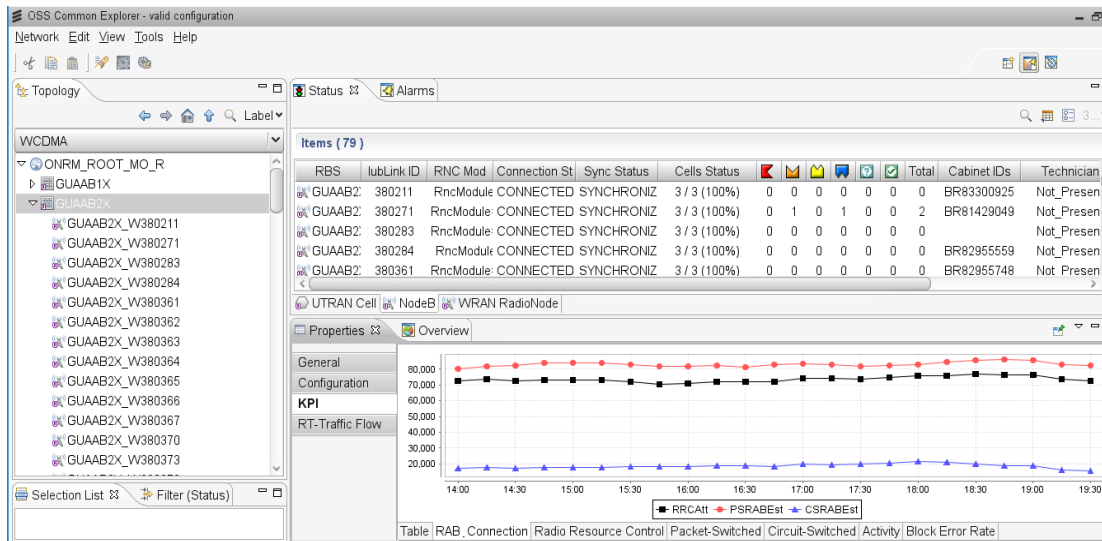 OSS Common Explorer - valid configuration
Network Edit View Tools Help
Topology
Label
WCDMA
ONRM_ROOT_MO_R
GUAAB1X
GUAAB2X
GUAAB2X_W380211
GUAAB2X_W380271
GUAAB2X_W380283
GUAAB2X_W380284
GUAAB2X_W380361
GUAAB2X_W380362
GUAAB2X_W380363
GUAAB2X_W380364
GUAAB2X_W380365
GUAAB2X_W380366
GUAAB2X_W380367
GUAAB2X_W380370
GUAAB2X_W380373
Selection List Filter (Status)
Status Alarms
3...
Items ( 79 )
RBS IubLink ID RNC Mod Connection St Sync Status Cells Status Total Cabinet IDs Technician
GUAAB2 380211 RncModule CONNECTED SYNCHRONIZ 3 / 3 (100%) 0 0 0 0 0 0 0 BR83300925 Not_Presen
GUAAB2 380271 RncModule CONNECTED SYNCHRONIZ 3 / 3 (100%) 0 1 0 1 0 0 2 BR81429049 Not_Presen
GUAAB2 380283 RncModule CONNECTED SYNCHRONIZ 3 / 3 (100%) 0 0 0 0 0 0 0 Not_Presen
GUAAB2 380284 RncModule CONNECTED SYNCHRONIZ 3 / 3 (100%) 0 0 0 0 0 0 0 BR82955559 Not_Presen
GUAAB2 380361 RncModule CONNECTED SYNCHRONIZ 3 / 3 (100%) 0 0 0 0 0 0 0 BR82955748 Not_Presen
UTRAN Cell NodeB WRAN RadioNode
Properties Overview
General
Configuration
KPI
RT-Traffic Flow
80,000
70,000
60,000
50,000
40,000
30,000
20,000
14:00 14:30 15:00 15:30 16:00 16:30 17:00 17:30 18:00 18:30 19:00 19:30
RRCAtt PSRABEst CSRABEst
Table RAB_Connection Radio Resource Control Packet-Switched Circuit-Switched Activity Block Error Rate